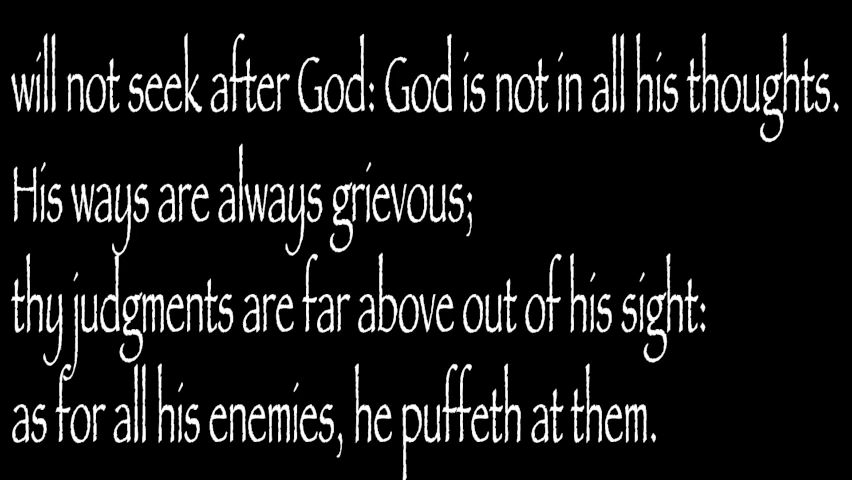 will not seek after God: God is not in all his thoughts.
His ways are always grievous;
thy judgments are far above out of his sight:
as for all his enemies, he puffeth at them.